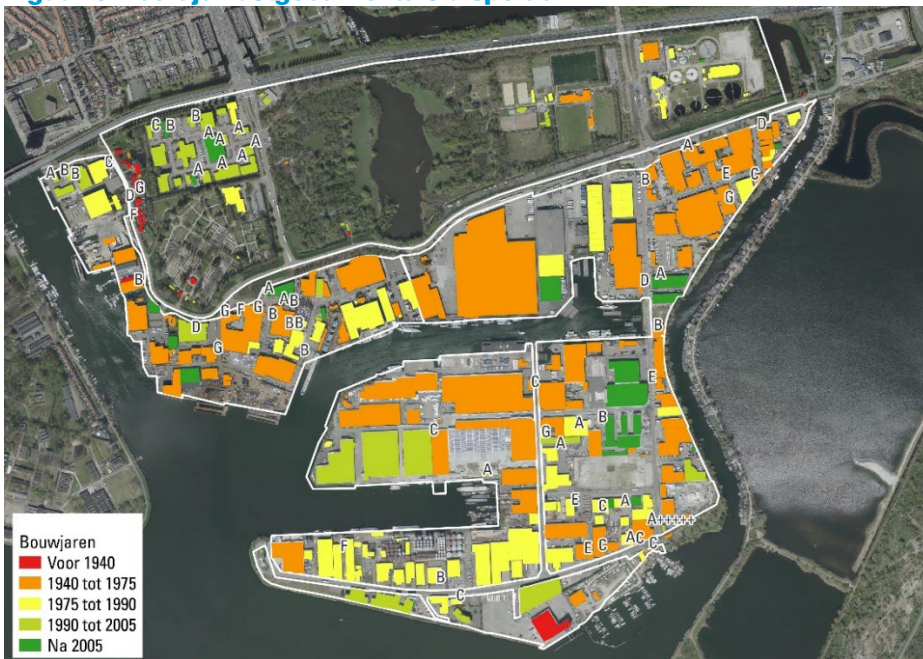 C B B A A
A A
A B B C
A A A
G
D
F
A D
B E C
G
B
D A
A
G F G A B
D B B B
G B
B
E
C
C
B
G A
A
A
E C A
A+++++
F E C A C C
B
C
Bouwjaren
Voor 1940
1940 tot 1975
1975 tot 1990
1990 tot 2005
Na 2005